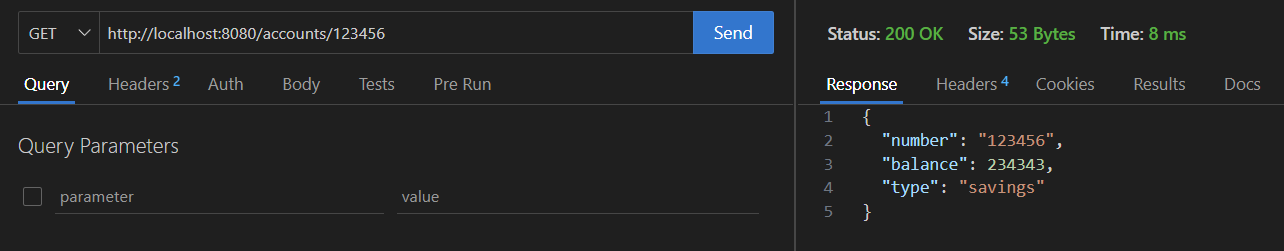 GET http://localhost:8080/accounts/123456 Send
Query Headers 2 Auth Body Tests Pre Run
Query Parameters
parameter value
Status: 200 OK Size: 53 Bytes Time: 8 ms
Response Headers 4 Cookies Results Docs
1 {
2 "number": "123456",
3 "balance": 234343,
4 "type": "savings"
5 }